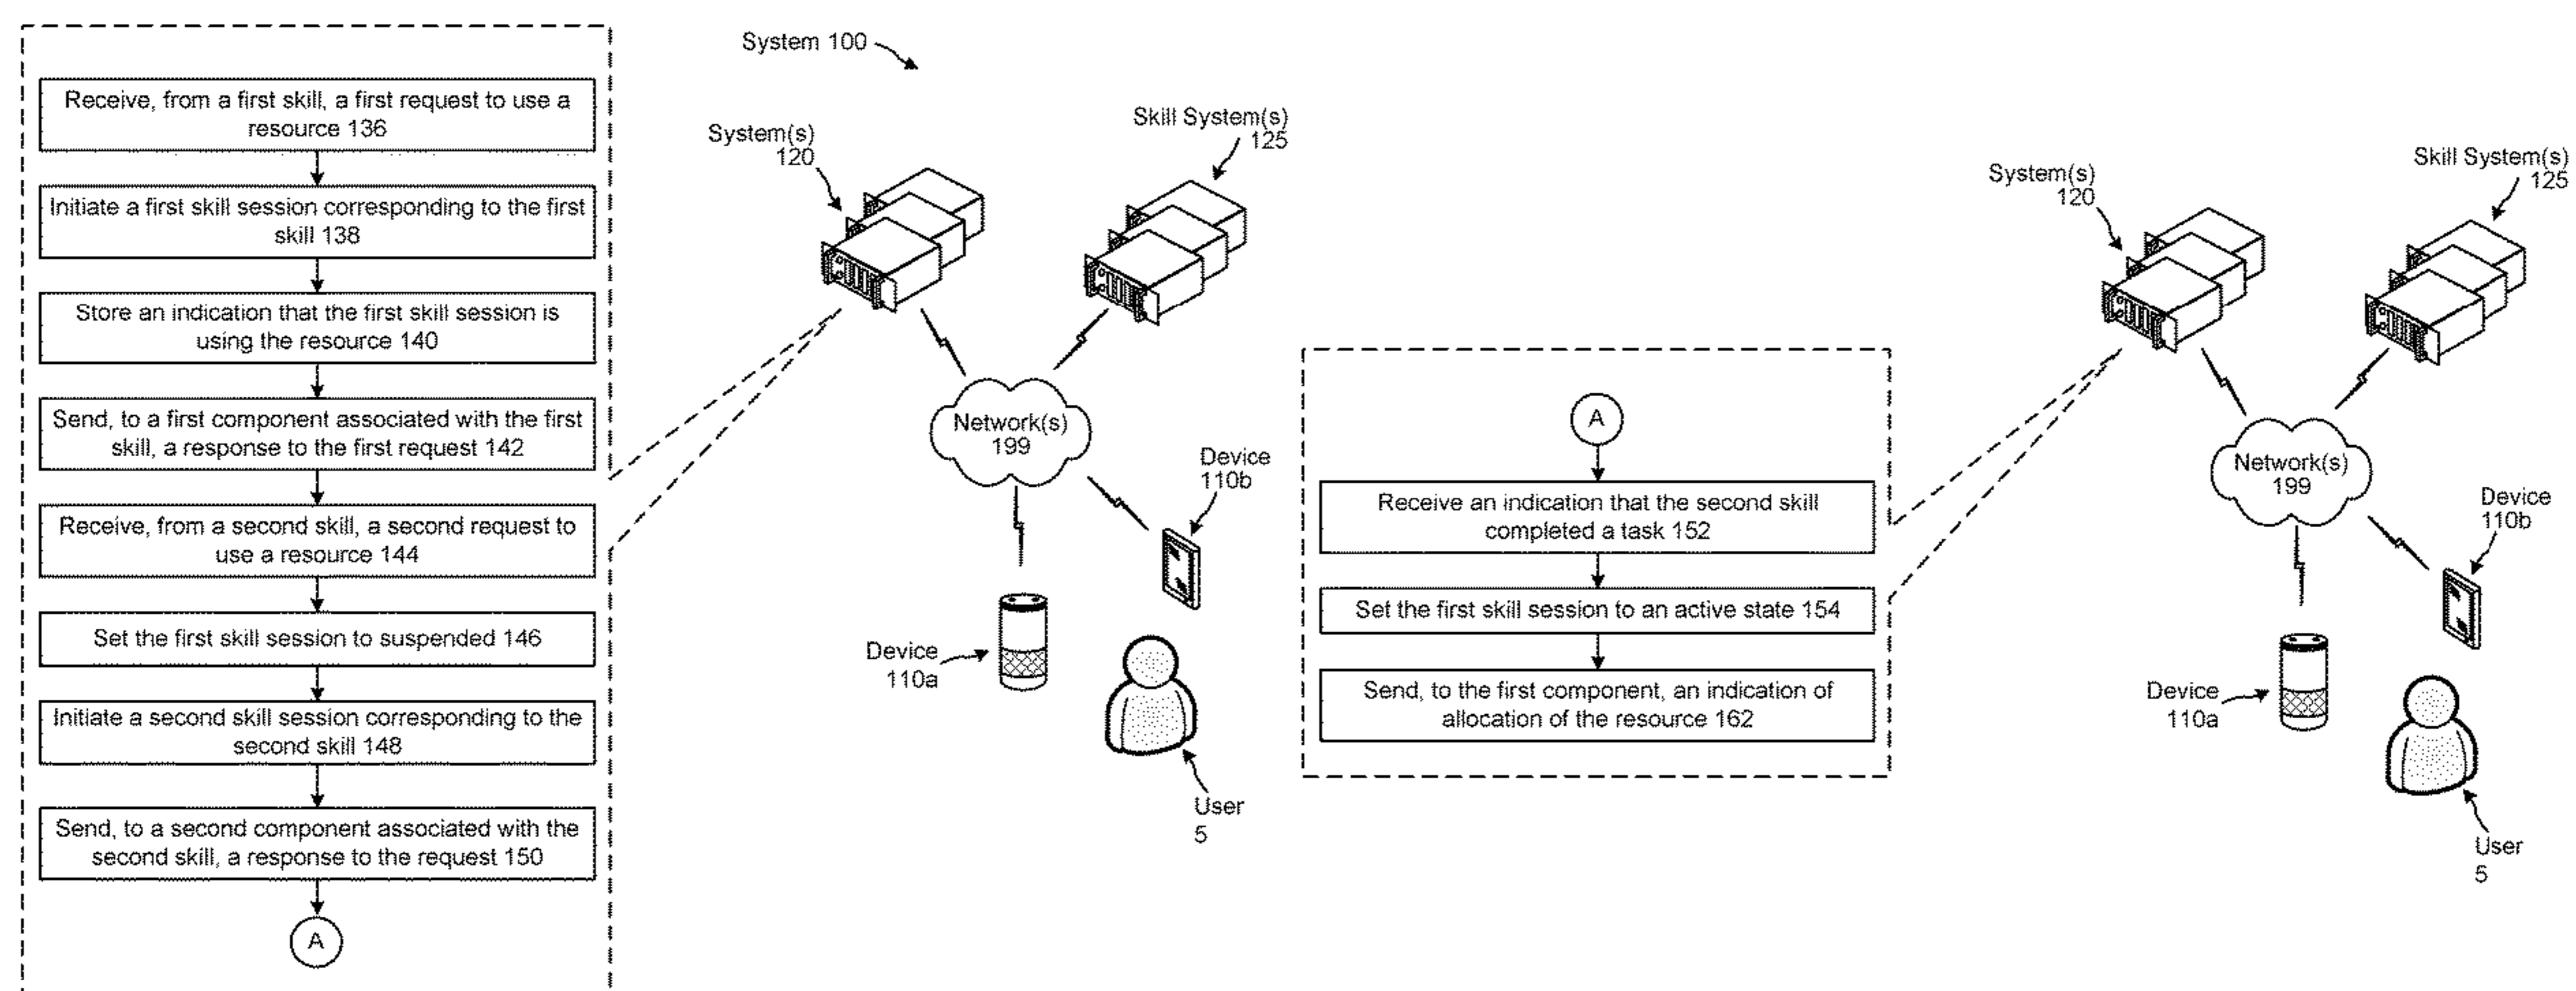 Receive, from a first skill, a first request to use a
resource 136
Initiate a first skill session corresponding to the first
skill 138
Store an indication that the first skill session is
using the resource 140
Send, to a first component associated with the first
skill, a response to the first request 142
Receive, from a second skill, a second request to
use a resource 144
Set the first skill session to suspended 146
Initiate a second skill session corresponding to the
second skill 148
Send, to a second component associated with the
second skill, a response to the request 150
A
System 100
System(s)
120
Skill System(s)
125
Network(s)
199
Device
110b
Device
110a
User
5
A
Receive an indication that the second skill
completed a task 152
Set the first skill session to an active state 154
Send, to the first component, an indication of
allocation of the resource 162
System(s)
120
Skill System(s)
125
Network(s)
199
Device
110b
Device
110a
User
5